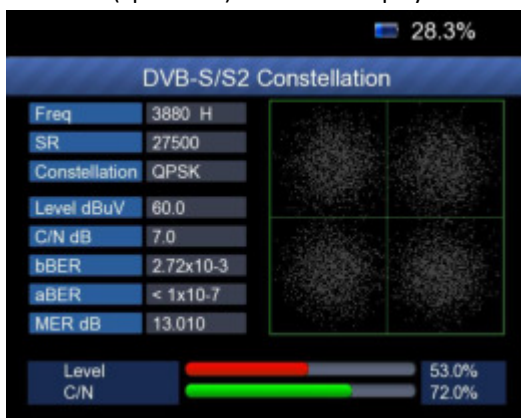 28.3%
DVB-S/S2 Constellation
Freq 3880 H
SR 27500
Constellation QPSK
Level dBuV 60.0
C/N dB 7.0
bBER 2.72x10-3
aBER < 1x10-7
MER dB 13.010
Level 53.0%
C/N 72.0%